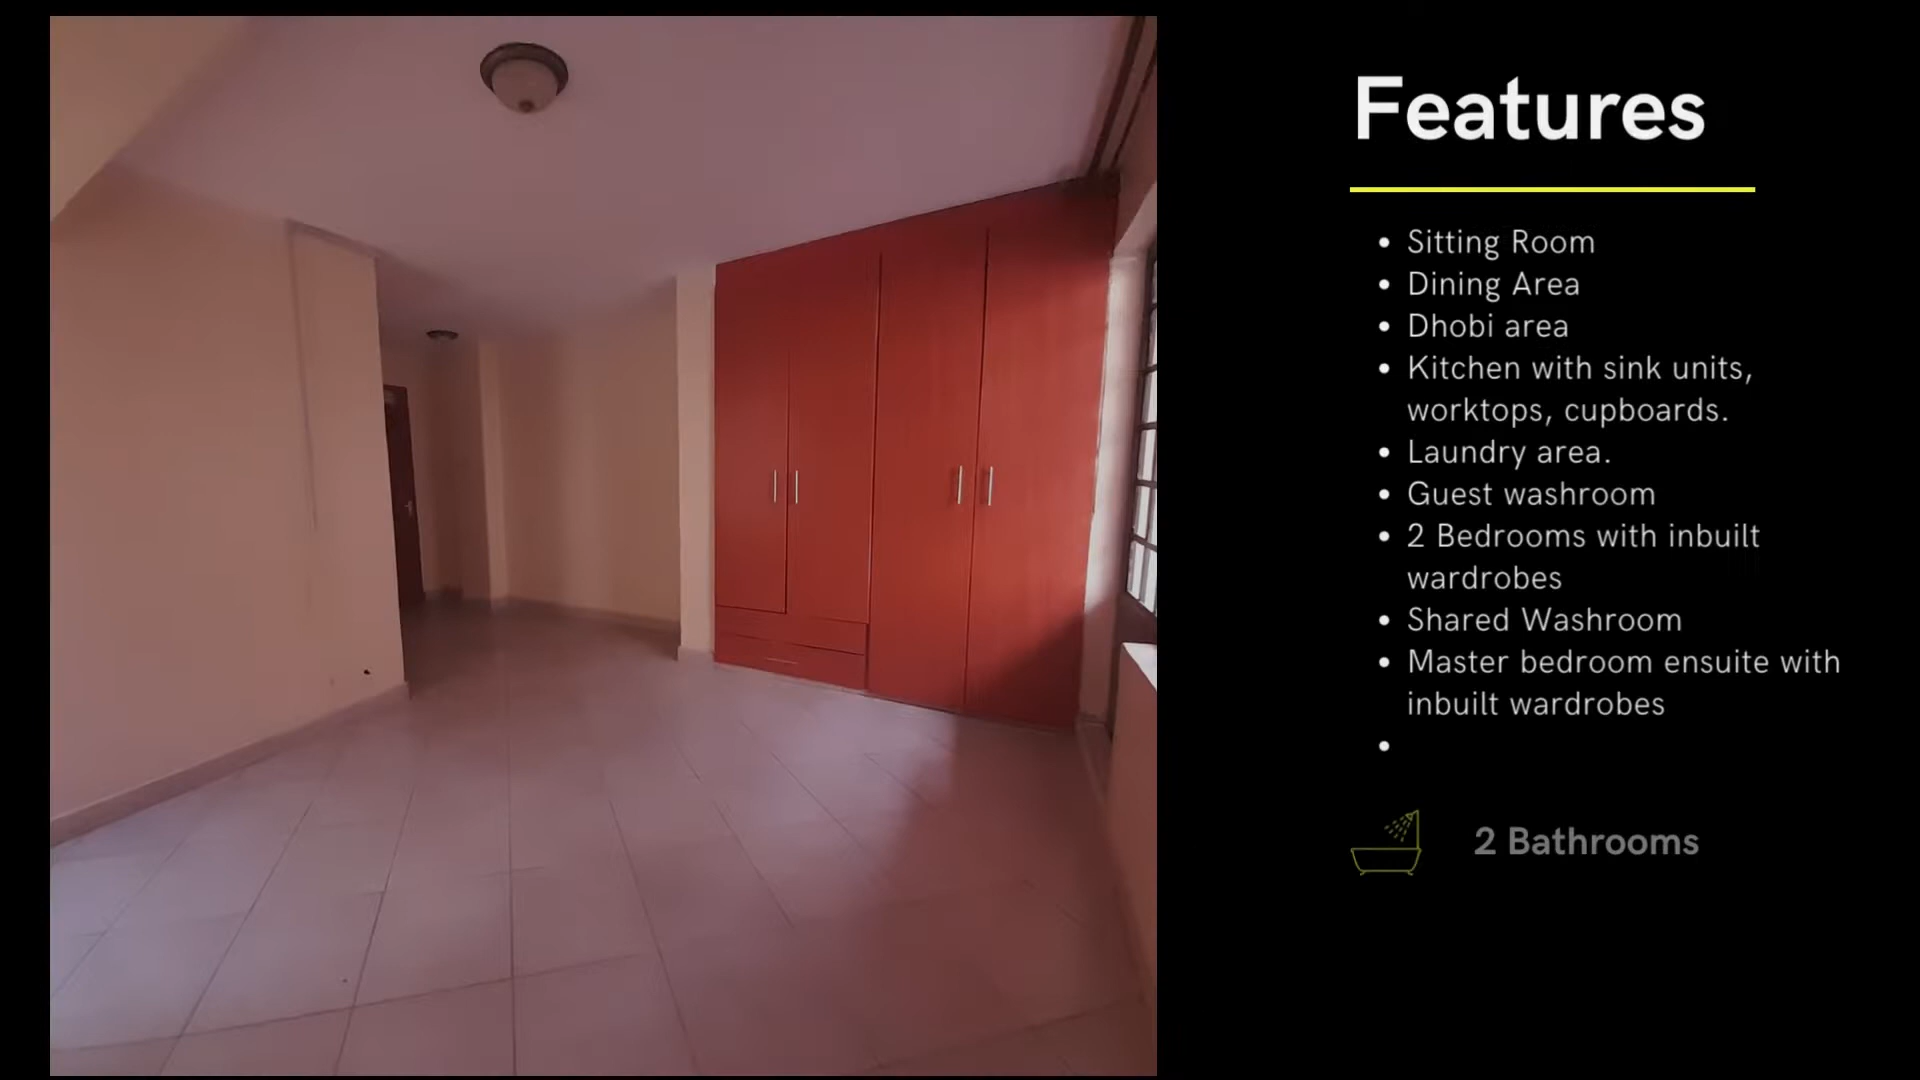 Features
• Sitting Room
• Dining Area
• Dhobi area
• Kitchen with sink units,
worktops, cupboards.
• Laundry area.
• Guest washroom
• 2 Bedrooms with inbuilt
wardrobes
• Shared Washroom
• Master bedroom ensuite with
inbuilt wardrobes
•
2 Bathrooms